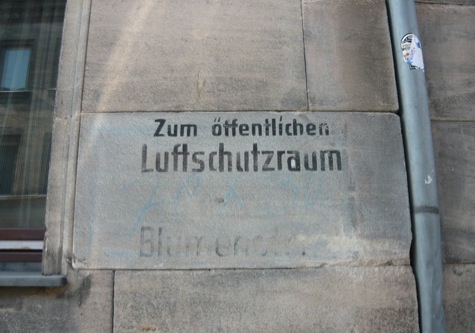 Zum öffentlichen
Luftschutzraum